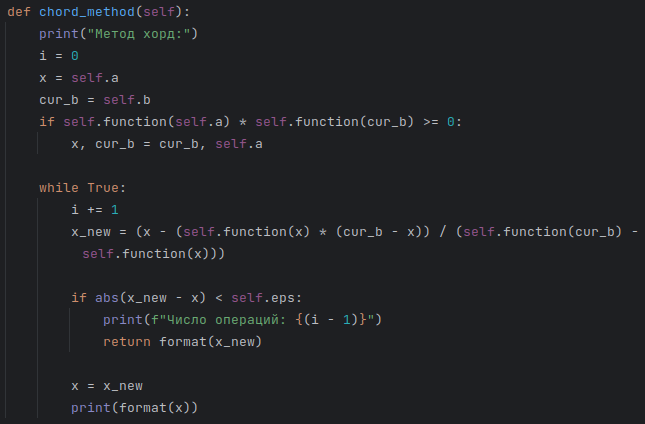 def chord_method(self):
    print("Метод хорд:")
    i = 0
    x = self.a
    cur_b = self.b
    if self.function(self.a) * self.function(cur_b) >= 0:
        x, cur_b = cur_b, self.a

    while True:
        i += 1
        x_new = (x - (self.function(x) * (cur_b - x)) / (self.function(cur_b) -
         self.function(x)))

        if abs(x_new - x) < self.eps:
            print(f"Число операций: {(i - 1)}")
            return format(x_new)

        x = x_new
        print(format(x))